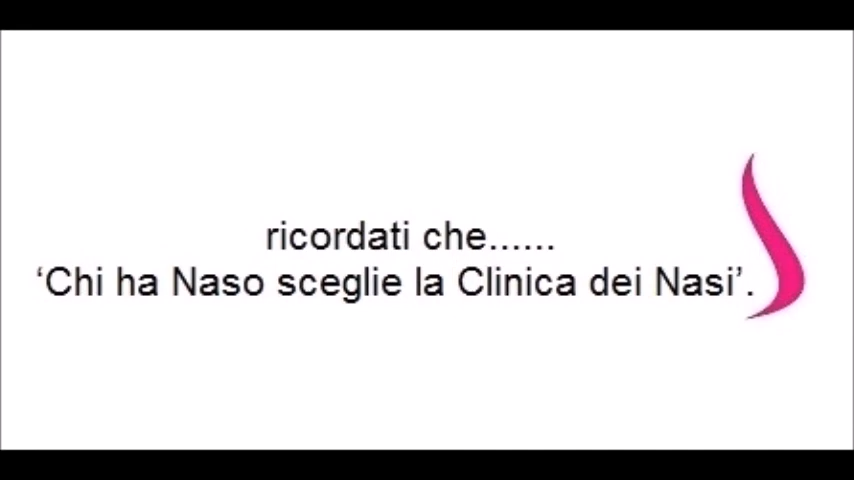 ricordati che......
‘Chi ha Naso sceglie la Clinica dei Nasi’.